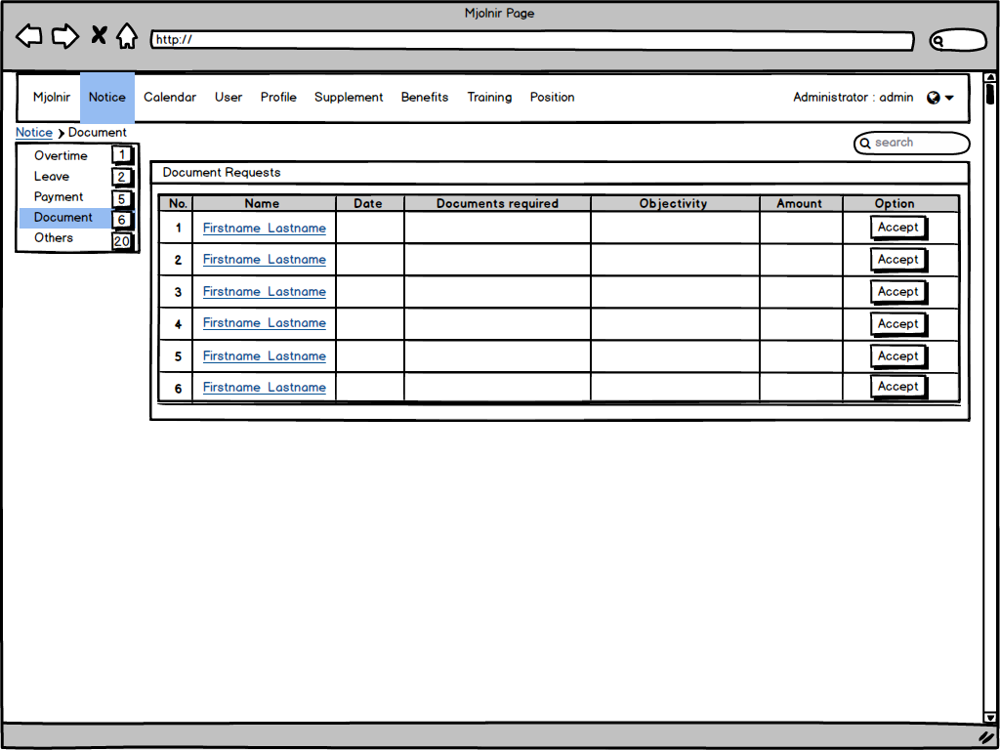 Mjolnir Page
http://
Mjolnir Notice Calendar User Profile Supplement Benefits Training Position Administrator : admin
Notice Document
search
Overtime 1
Leave 2
Payment 5
Document 6
Others 20
Document Requests
No. Name Date Documents required Objectivity Amount Option
1 Firstname Lastname Accept
2 Firstname Lastname Accept
3 Firstname Lastname Accept
4 Firstname Lastname Accept
5 Firstname Lastname Accept
6 Firstname Lastname Accept